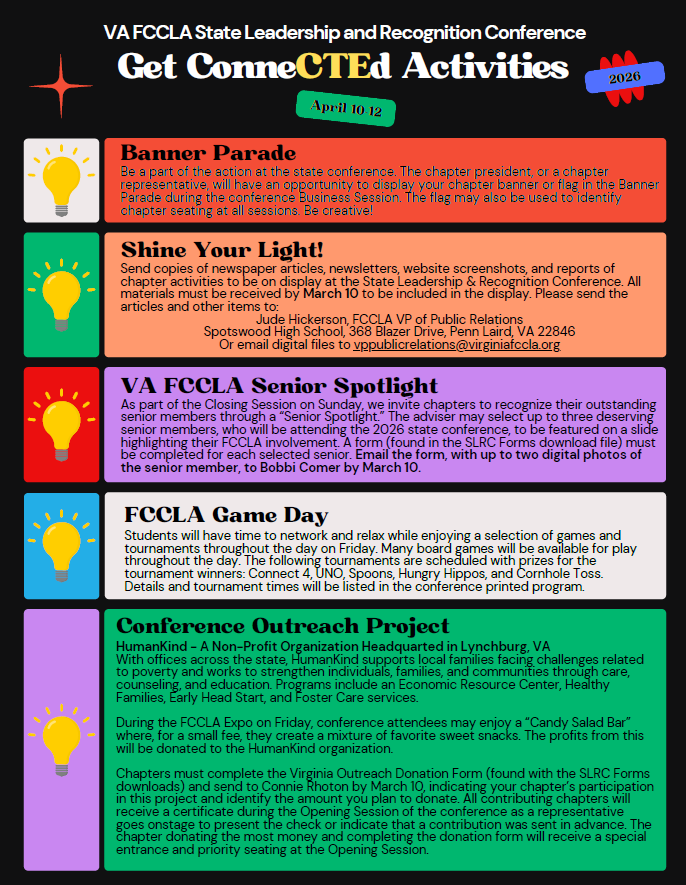 VA FCCLA State Leadership and Recognition Conference
Get ConneCTEd Activities
2026
April 10-12
Banner Parade
Be a part of the action at the state conference. The chapter president, or a chapter
representative, will have an opportunity to display your chapter banner or flag in the Banner
Parade during the conference Business Session. The flag may also be used to identify
chapter seating at all sessions. Be creative!
Shine Your Light!
Send copies of newspaper articles, newsletters, website screenshots, and reports of
chapter activities to be on display at the State Leadership & Recognition Conference. All
materials must be received by March 10 to be included in the display. Please send the
articles and other items to:
Jude Hickerson, FCCLA VP of Public Relations
Spotswood High School, 368 Blazer Drive, Penn Laird, VA 22846
Or email digital files to vppublicrelations@virginiafccla.org
VA FCCLA Senior Spotlight
As part of the Closing Session on Sunday, we invite chapters to recognize their outstanding
senior members through a “Senior Spotlight.” The adviser may select up to three deserving
senior members, who will be attending the 2026 state conference, to be featured on a slide
highlighting their FCCLA involvement. A form (found in the SLRC Forms download file) must
be completed for each selected senior. Email the form, with up to two digital photos of
the senior member, to Bobbi Comer by March 10.
FCCLA Game Day
Students will have time to network and relax while enjoying a selection of games and
tournaments throughout the day on Friday. Many board games will be available for play
throughout the day. The following tournaments are scheduled with prizes for the
tournament winners: Connect 4, UNO, Spoons, Hungry Hippos, and Cornhole Toss.
Details and tournament times will be listed in the conference printed program.
Conference Outreach Project
HumanKind - A Non-Profit Organization Headquarted in Lynchburg, VA
With offices across the state, HumanKind supports local families facing challenges related
to poverty and works to strengthen individuals, families, and communities through care,
counseling, and education. Programs include an Economic Resource Center, Healthy
Families, Early Head Start, and Foster Care services.
During the FCCLA Expo on Friday, conference attendees may enjoy a “Candy Salad Bar”
where, for a small fee, they create a mixture of favorite sweet snacks. The profits from this
will be donated to the HumanKind organization.
Chapters must complete the Virginia Outreach Donation Form (found with the SLRC Forms
downloads) and send to Connie Rhoton by March 10, indicating your chapter’s participation
in this project and identify the amount you plan to donate. All contributing chapters will
receive a certificate during the Opening Session of the conference as a representative
goes onstage to present the check or indicate that a contribution was sent in advance. The
chapter donating the most money and completing the donation form will receive a special
entrance and priority seating at the Opening Session.